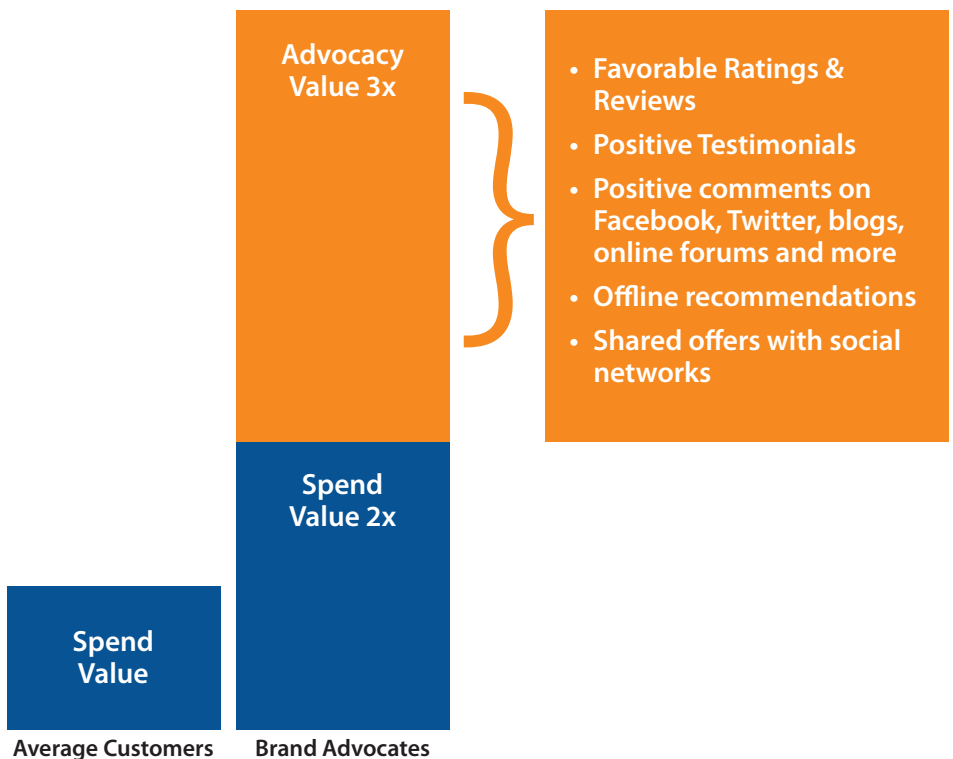 Advocacy
Value 3x
• Favorable Ratings &
Reviews
• Positive Testimonials
• Positive comments on
Facebook, Twitter, blogs,
online forums and more
• Offline recommendations
• Shared offers with social
networks
Spend
Value 2x
Spend
Value
Average Customers
Brand Advocates